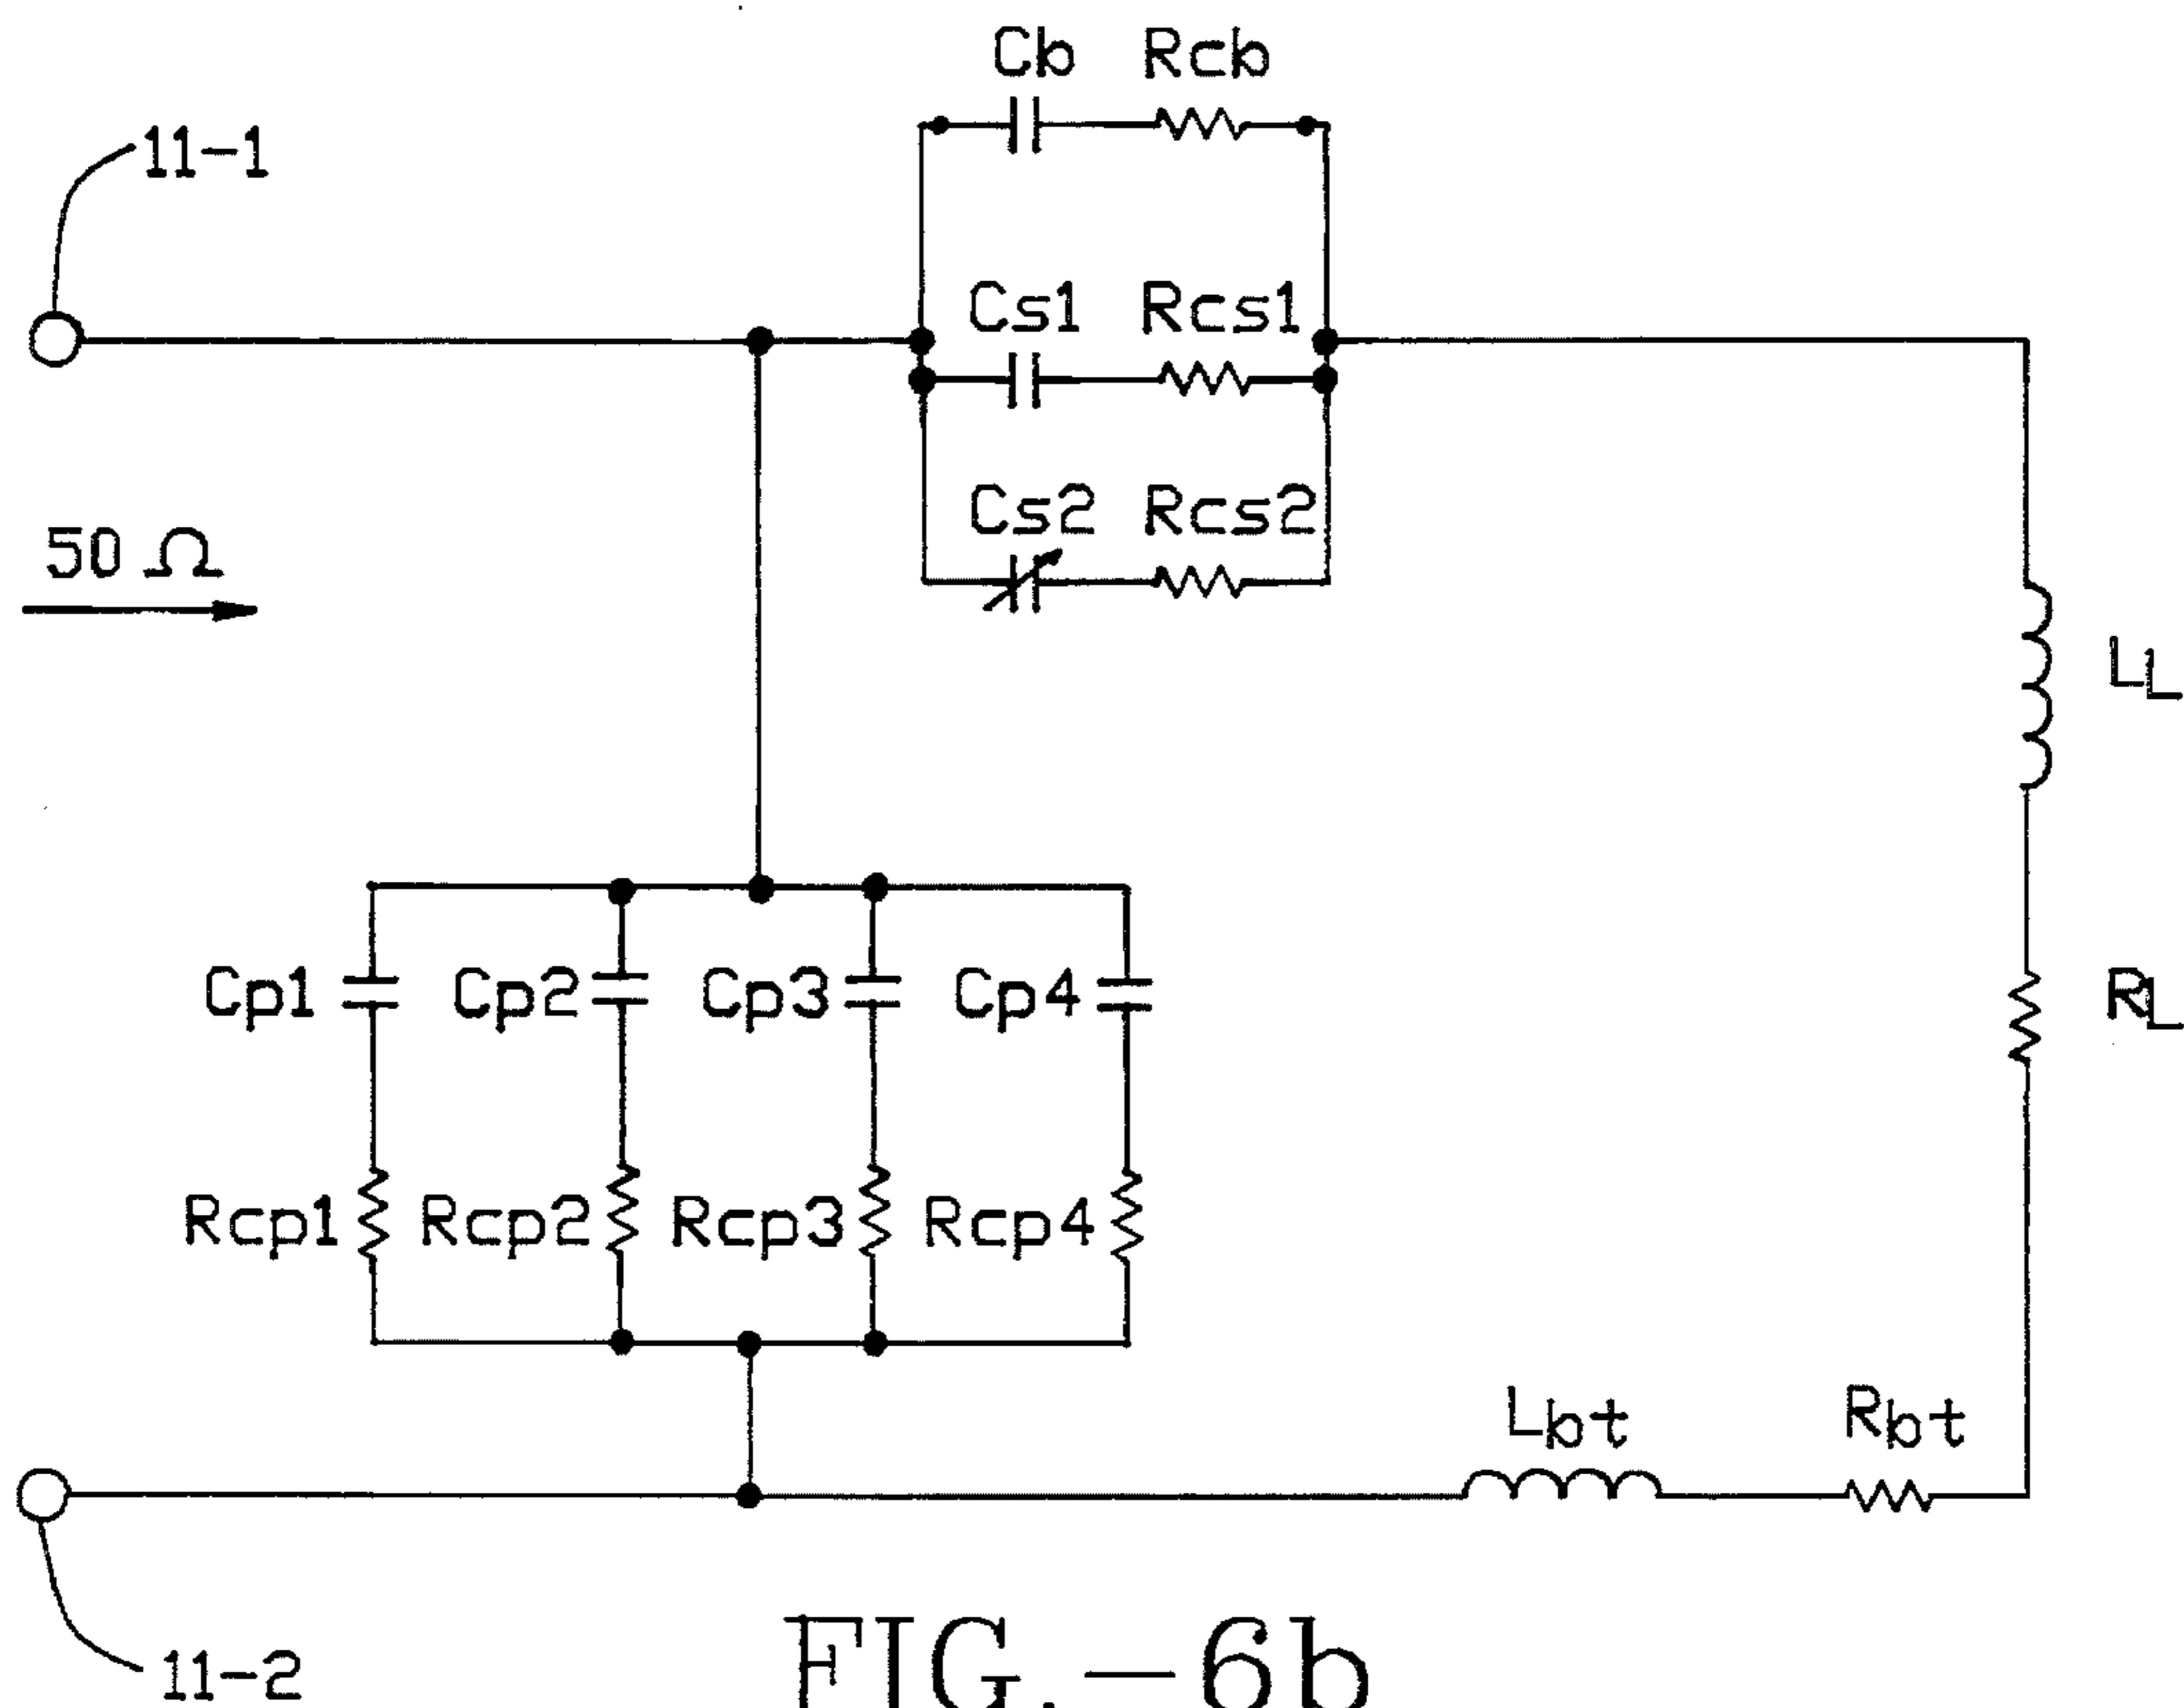 Cb Rcb
11-1
Cs1 Rcs1
Cs2 Rcs2
50 Ω
LL
RL
Cp1 Cp2 Cp3 Cp4
Rcp1 Rcp2 Rcp3 Rcp4
Lbt Rbt
11-2
FIG.-6b